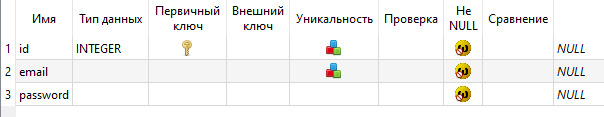 Имя Тип данных Первичный ключ Внешний ключ Уникальность Проверка Не NULL Сравнение
1 id INTEGER NULL
2 email NULL
3 password NULL